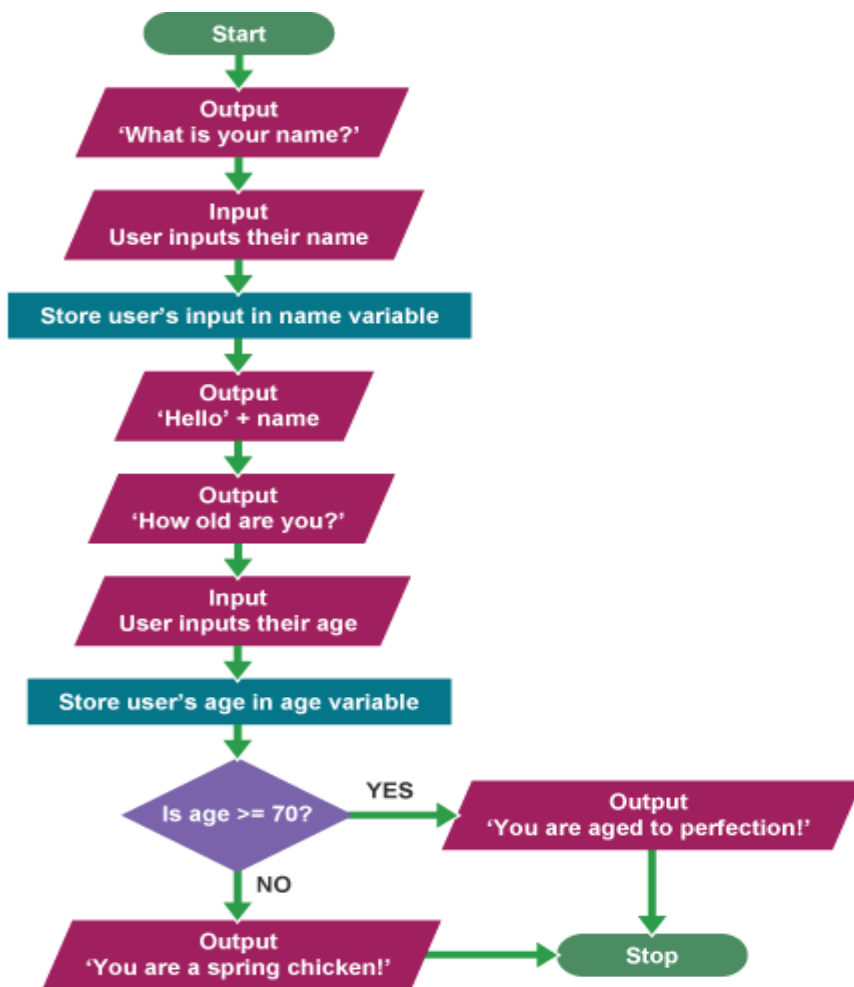 Start
Output
‘What is your name?’
Input
User inputs their name
Store user’s input in name variable
Output
‘Hello’ + name
Output
‘How old are you?’
Input
User inputs their age
Store user’s age in age variable
Is age >= 70?
YES
Output
‘You are aged to perfection!’
NO
Output
‘You are a spring chicken!’
Stop